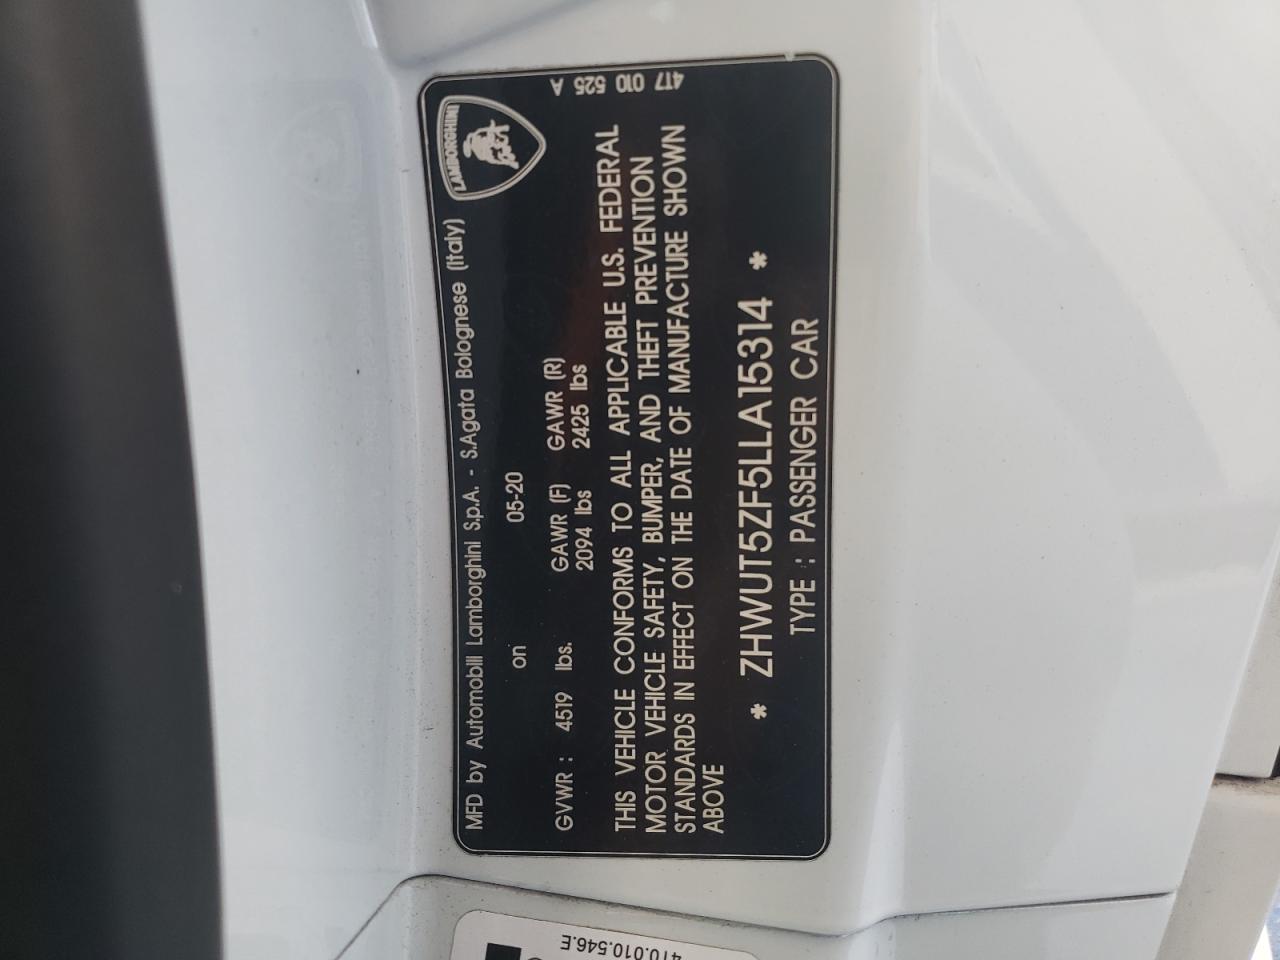 LAMBORGHINI
MFD by Automobili Lamborghini S.p.A. - S.Agata Bolognese (Italy)
on 05-20
GVWR : 4519 lbs. GAWR (F) GAWR (R)
2094 lbs 2425 lbs
THIS VEHICLE CONFORMS TO ALL APPLICABLE U.S. FEDERAL
MOTOR VEHICLE SAFETY, BUMPER, AND THEFT PREVENTION
STANDARDS IN EFFECT ON THE DATE OF MANUFACTURE SHOWN
ABOVE
* ZHWUT5ZF5LLA15314 *
TYPE : PASSENGER CAR
4T7 010 525 A
410.010.546.E